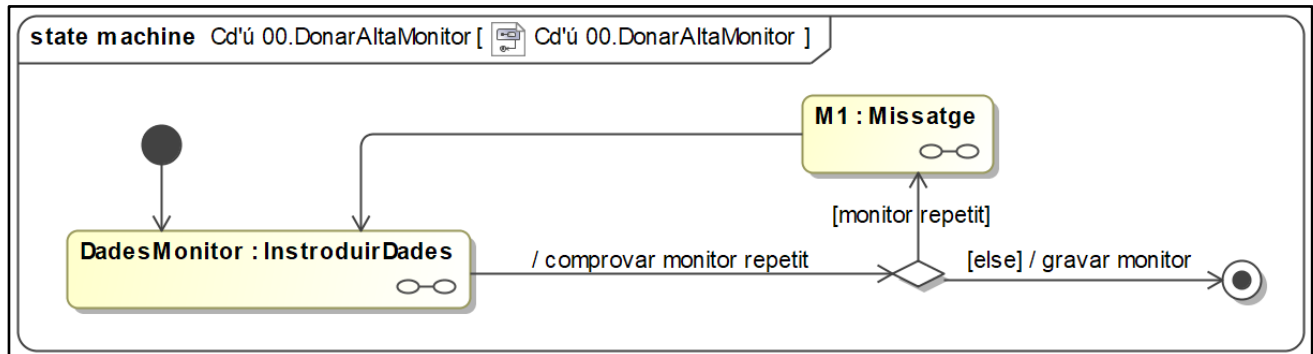 state machine Cd'ú 00.DonarAltaMonitor [ Cd'ú 00.DonarAltaMonitor ]
M1 : Missatge
[monitor repetit]
DadesMonitor : InstroduirDades
/ comprovar monitor repetit
[else] / gravar monitor